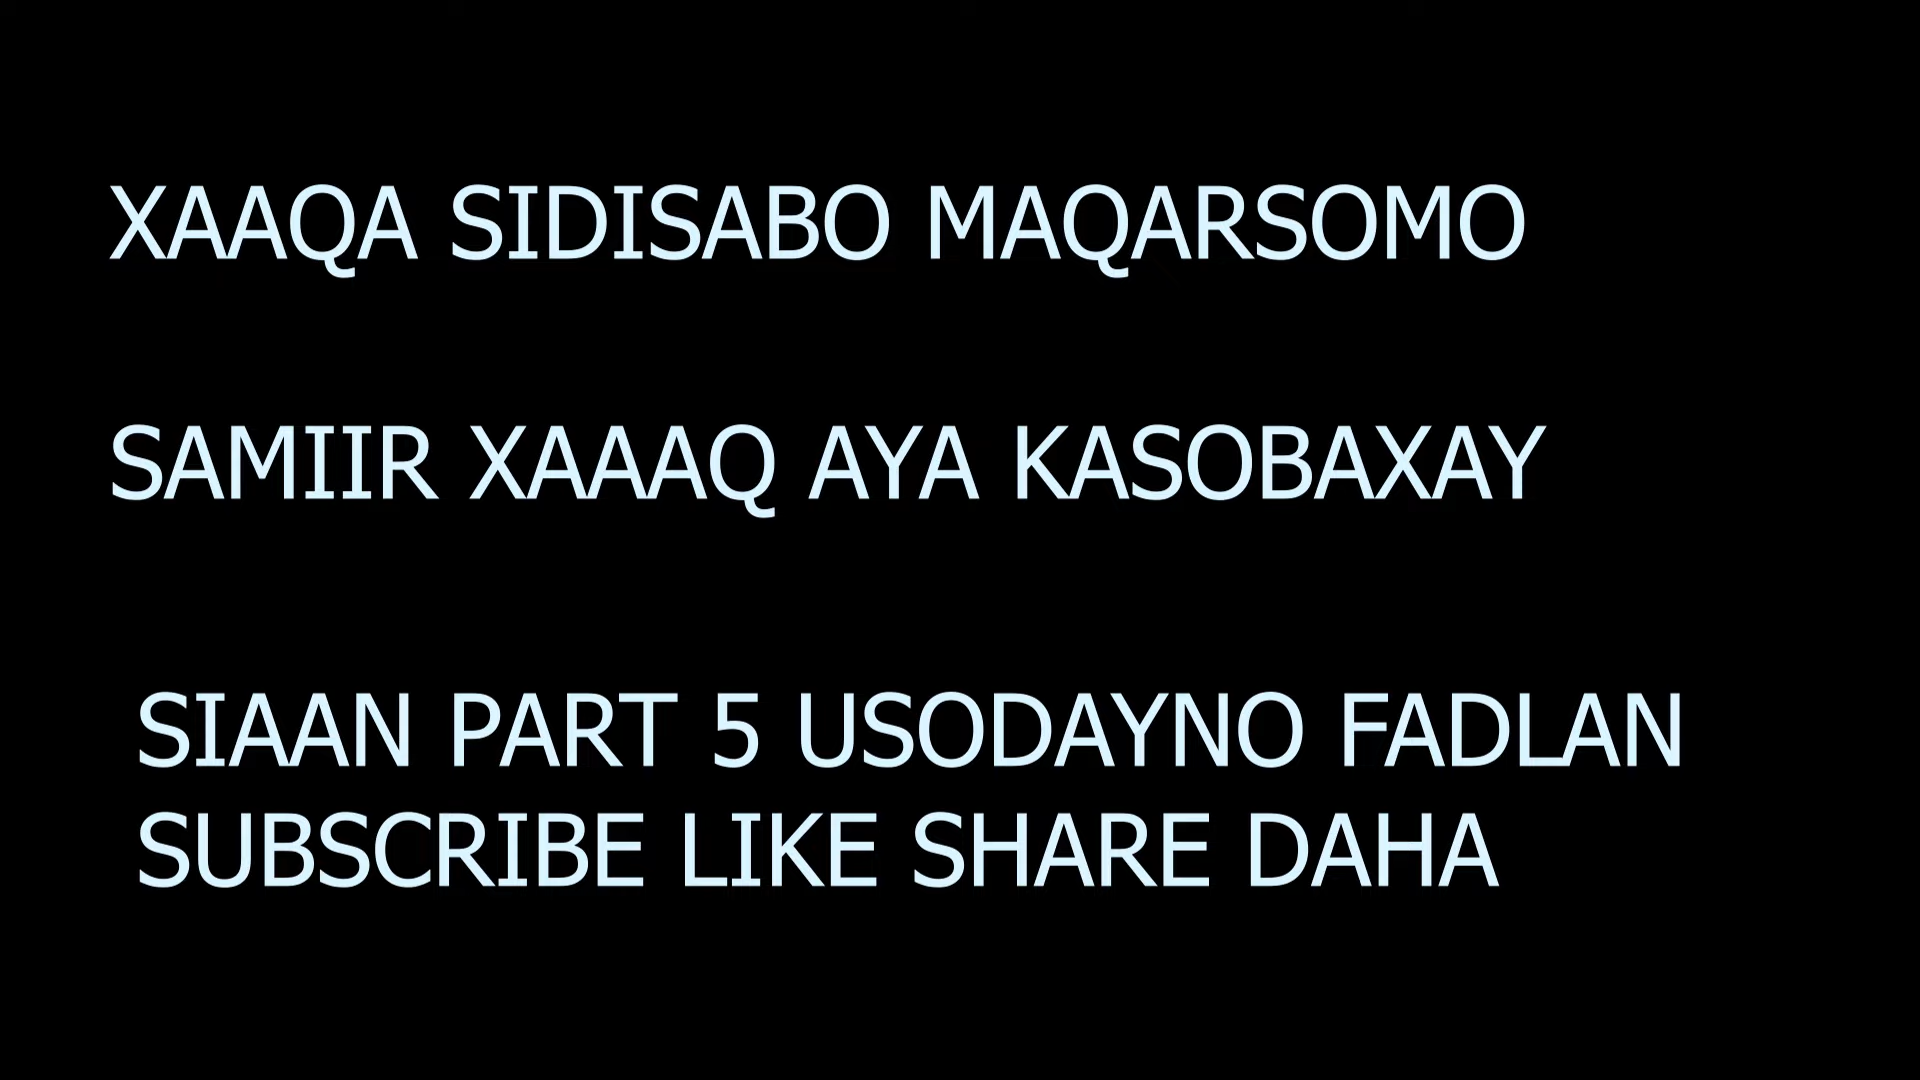 XAAQA SIDISABO MAQARSOMO
SAMIIR XAAAQ AYA KASOBAXAY
SIAAN PART 5 USODAYNO FADLAN
SUBSCRIBE LIKE SHARE DAHA